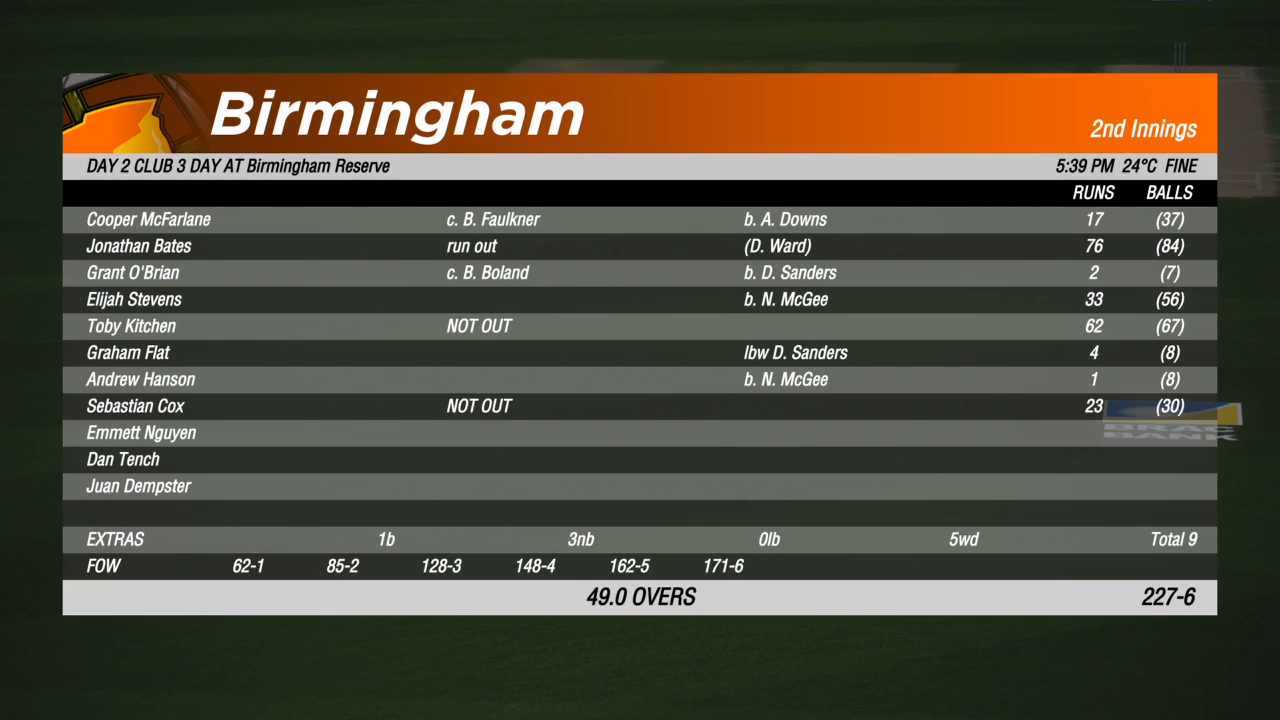 Birmingham
2nd Innings
DAY 2 CLUB 3 DAY AT Birmingham Reserve 5:39 PM 24°C FINE
RUNS BALLS
Cooper McFarlane c. B. Faulkner b. A. Downs 17 (37)
Jonathan Bates run out (D. Ward) 76 (84)
Grant O'Brian c. B. Boland b. D. Sanders 2 (7)
Elijah Stevens b. N. McGee 33 (56)
Toby Kitchen NOT OUT 62 (67)
Graham Flat lbw D. Sanders 4 (8)
Andrew Hanson b. N. McGee 1 (8)
Sebastian Cox NOT OUT 23 (30)
Emmett Nguyen
BRAC
BANK
Dan Tench
Juan Dempster
EXTRAS 1b 3nb 0lb 5wd Total 9
FOW 62-1 85-2 128-3 148-4 162-5 171-6
49.0 OVERS 227-6